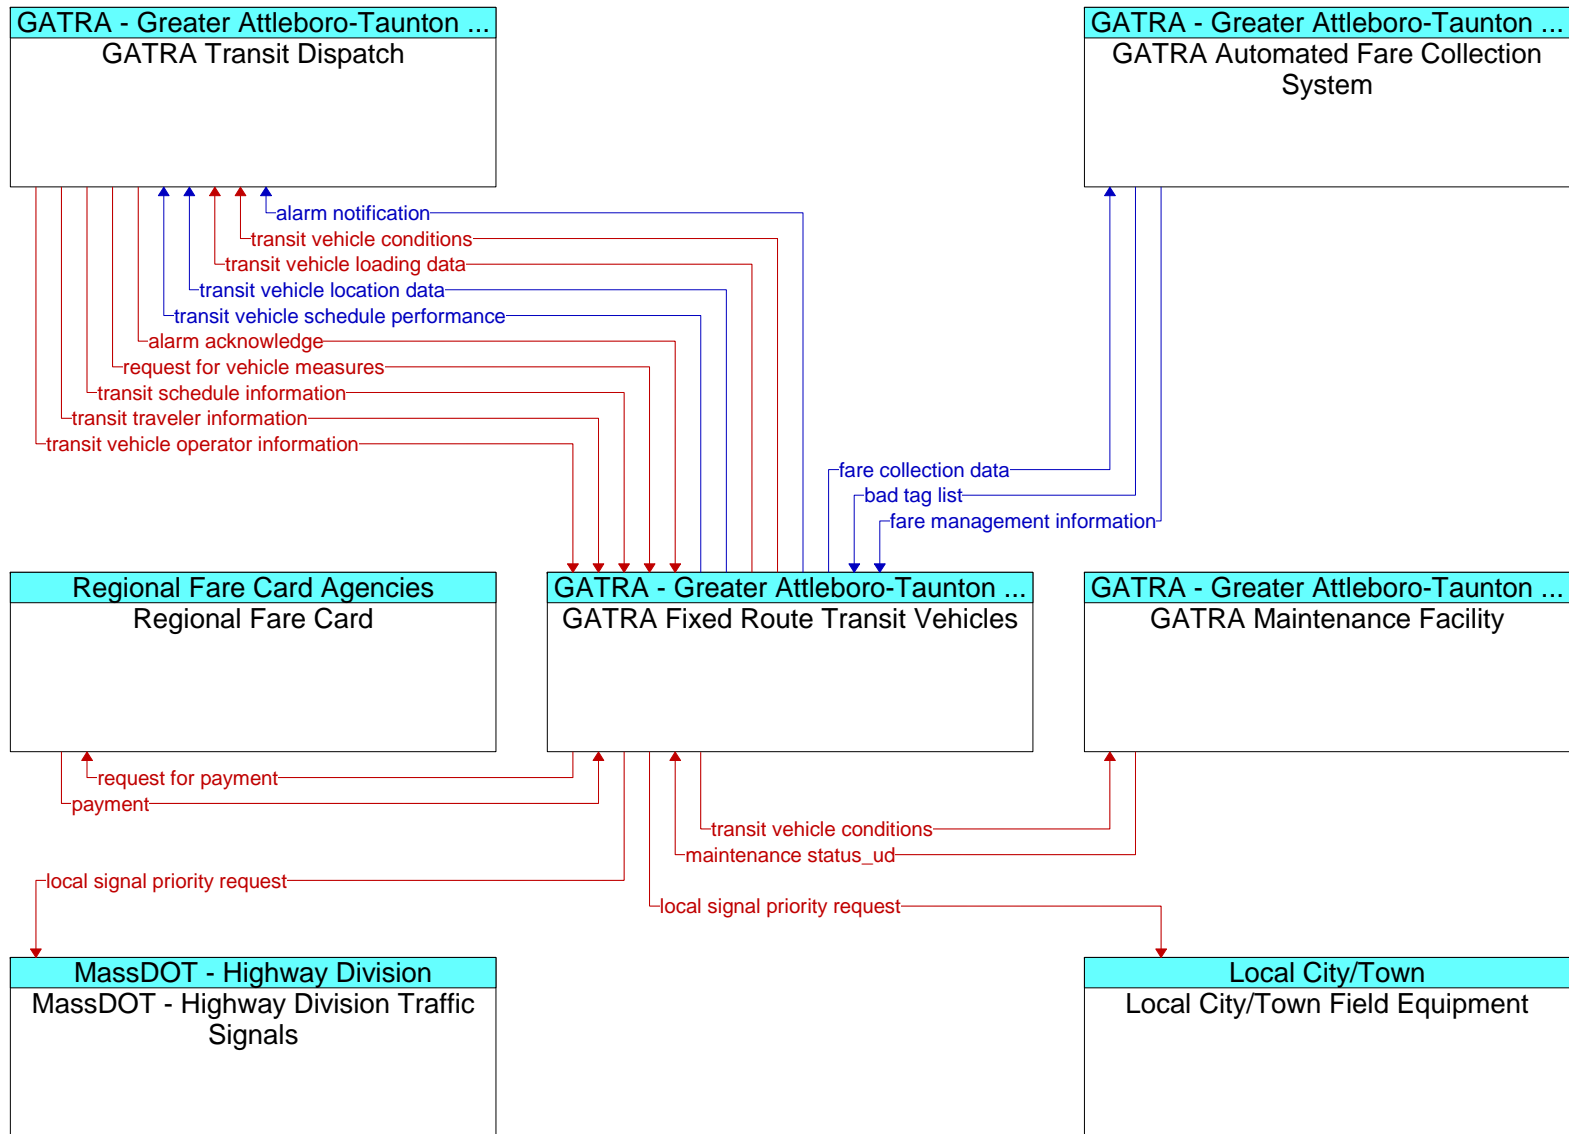 GATRA - Greater Attleboro-Taunton ...
GATRA Transit Dispatch
GATRA - Greater Attleboro-Taunton ...
GATRA Automated Fare Collection
System
alarm notification
transit vehicle conditions
transit vehicle loading data
transit vehicle location data
transit vehicle schedule performance
alarm acknowledge
request for vehicle measures
transit schedule information
transit traveler information
transit vehicle operator information
fare collection data
bad tag list
fare management information
Regional Fare Card Agencies
Regional Fare Card
GATRA - Greater Attleboro-Taunton ...
GATRA Fixed Route Transit Vehicles
GATRA - Greater Attleboro-Taunton ...
GATRA Maintenance Facility
request for payment
payment
transit vehicle conditions
maintenance status_ud
local signal priority request
local signal priority request
MassDOT - Highway Division
MassDOT - Highway Division Traffic
Signals
Local City/Town
Local City/Town Field Equipment